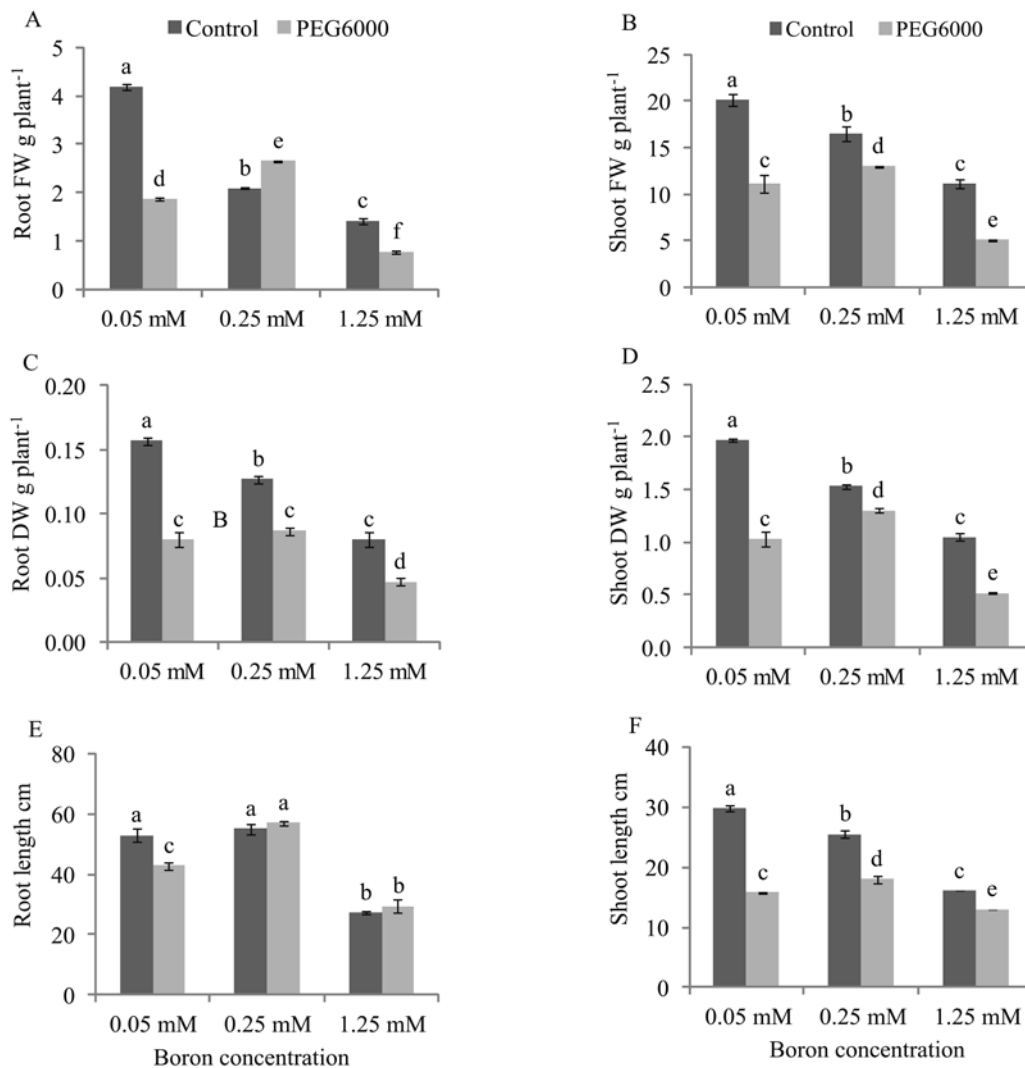 A
Control PEG6000
Root FW g plant-1
5
4
3
2
1
0
a
d
b
e
c
f
0.05 mM 0.25 mM 1.25 mM
B
Control PEG6000
Shoot FW g plant-1
25
20
15
10
5
0
a
c
b
d
c
e
0.05 mM 0.25 mM 1.25 mM
C
Root DW g plant-1
0.20
0.15
0.10
0.05
0.00
a
c
B
b
c
c
d
0.05 mM 0.25 mM 1.25 mM
D
Shoot DW g plant-1
2.5
2.0
1.5
1.0
0.5
0.0
a
c
b
d
c
e
0.05 mM 0.25 mM 1.25 mM
E
Root length cm
80
60
40
20
0
a
c
a
a
b
b
0.05 mM 0.25 mM 1.25 mM
Boron concentration
F
Shoot length cm
40
30
20
10
0
a
c
b
d
c
e
0.05 mM 0.25 mM 1.25 mM
Boron concentration